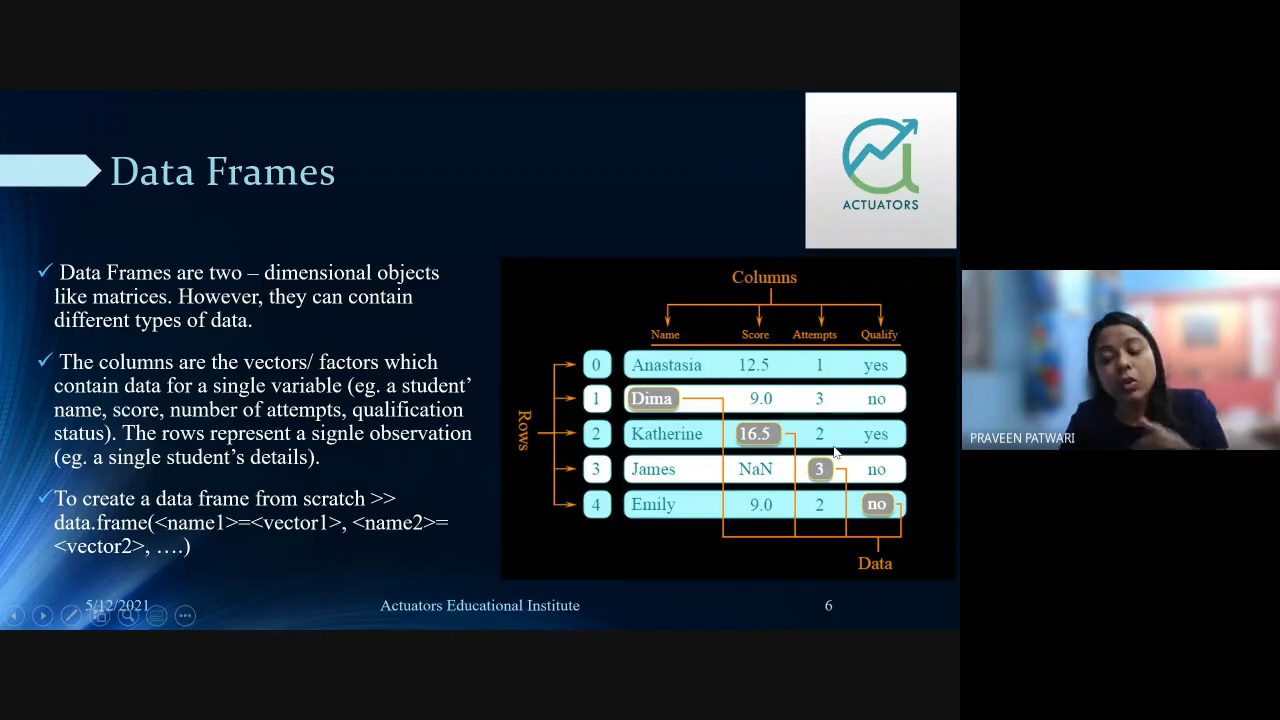 ACTUATORS
Data Frames
✓ Data Frames are two – dimensional objects
like matrices. However, they can contain
different types of data.
✓ The columns are the vectors/ factors which
contain data for a single variable (eg. a student’
name, score, number of attempts, qualification
status). The rows represent a signle observation
(eg. a single student’s details).
✓ To create a data frame from scratch >>
data.frame(<name1>=<vector1>, <name2>=
<vector2>, ….)
Columns
Name Score Attempts Qualify
Rows
0 Anastasia 12.5 1 yes
1 Dima 9.0 3 no
2 Katherine 16.5 2 yes
3 James NaN 3 no
4 Emily 9.0 2 no
Data
5/12/2021 Actuators Educational Institute 6
PRAVEEN PATWARI